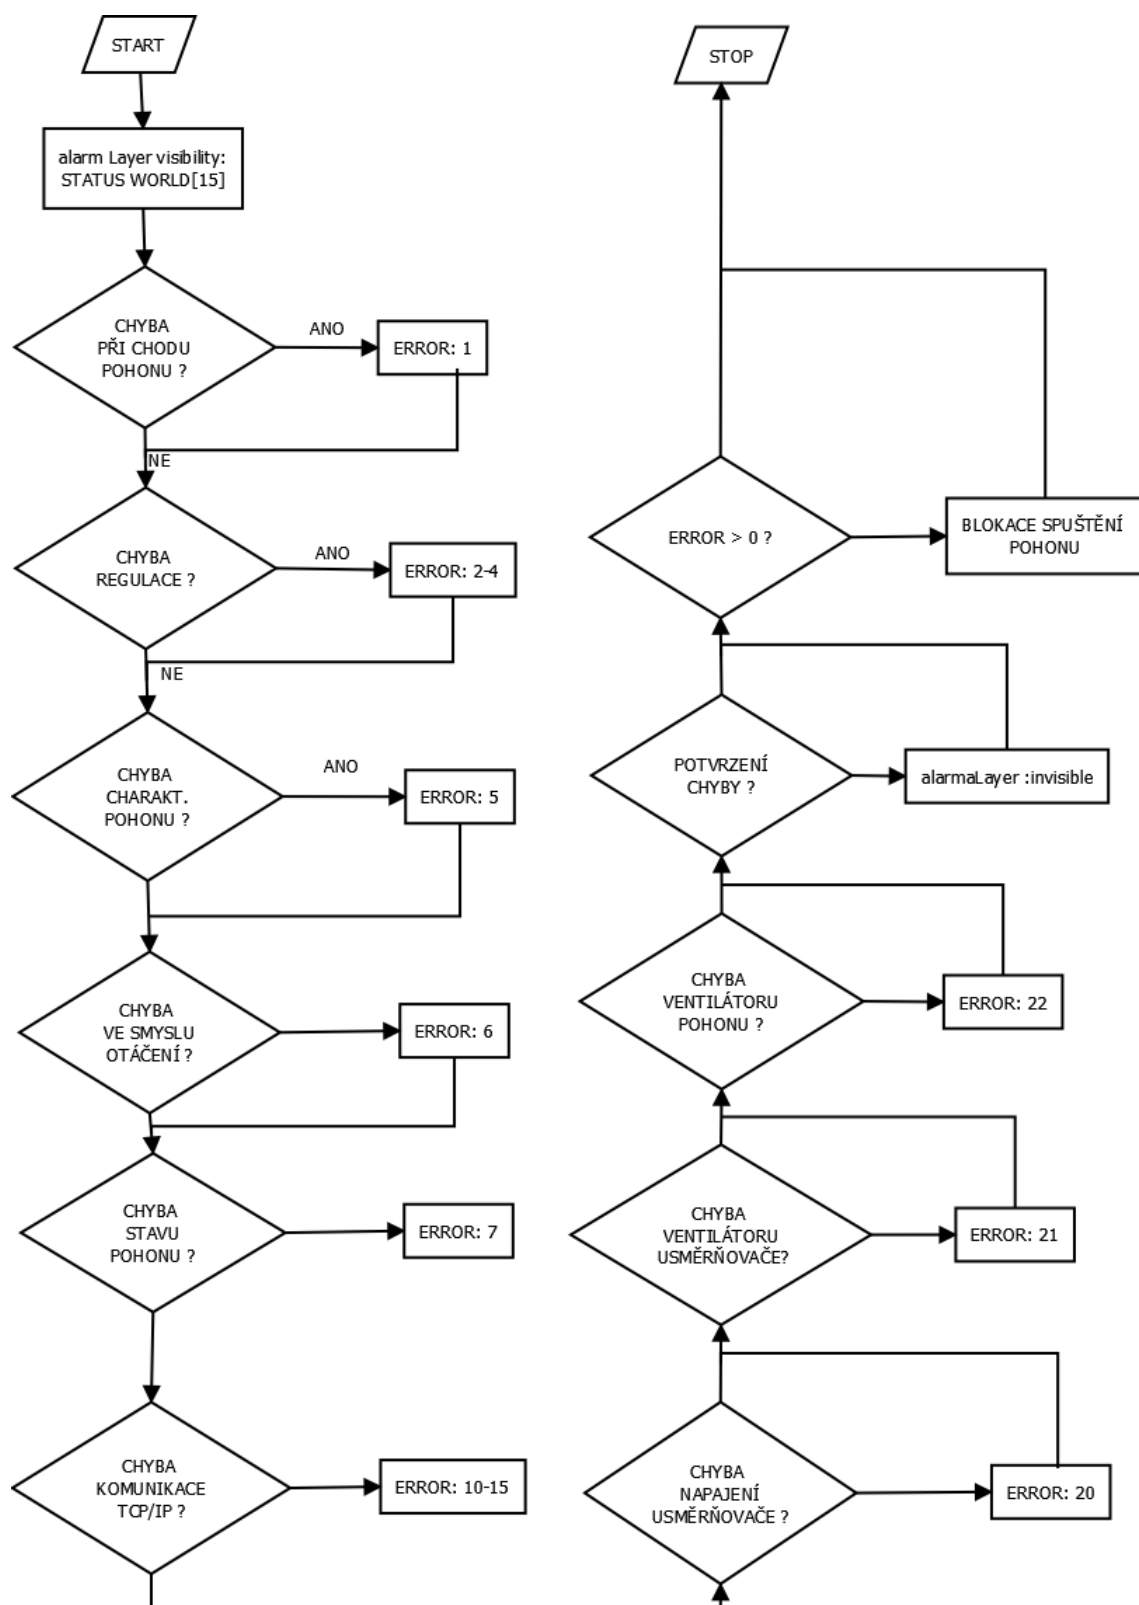 START
alarm Layer visibility:
STATUS WORLD[15]
CHYBA
PŘI CHODU
POHONU ?
ANO
ERROR: 1
NE
CHYBA
REGULACE ?
ANO
ERROR: 2-4
NE
CHYBA
CHARAKT.
POHONU ?
ANO
ERROR: 5
CHYBA
VE SMYSLU
OTÁČENÍ ?
ERROR: 6
CHYBA
STAVU
POHONU ?
ERROR: 7
CHYBA
KOMUNIKACE
TCP/IP ?
ERROR: 10-15
STOP
ERROR > 0 ?
BLOKACE SPUŠTĚNÍ
POHONU
POTVRZENÍ
CHYBY ?
alarmaLayer :invisible
CHYBA
VENTILÁTORU
POHONU ?
ERROR: 22
CHYBA
VENTILÁTORU
USMĚRŇOVAČE?
ERROR: 21
CHYBA
NAPAJENÍ
USMĚRŇOVAČE ?
ERROR: 20